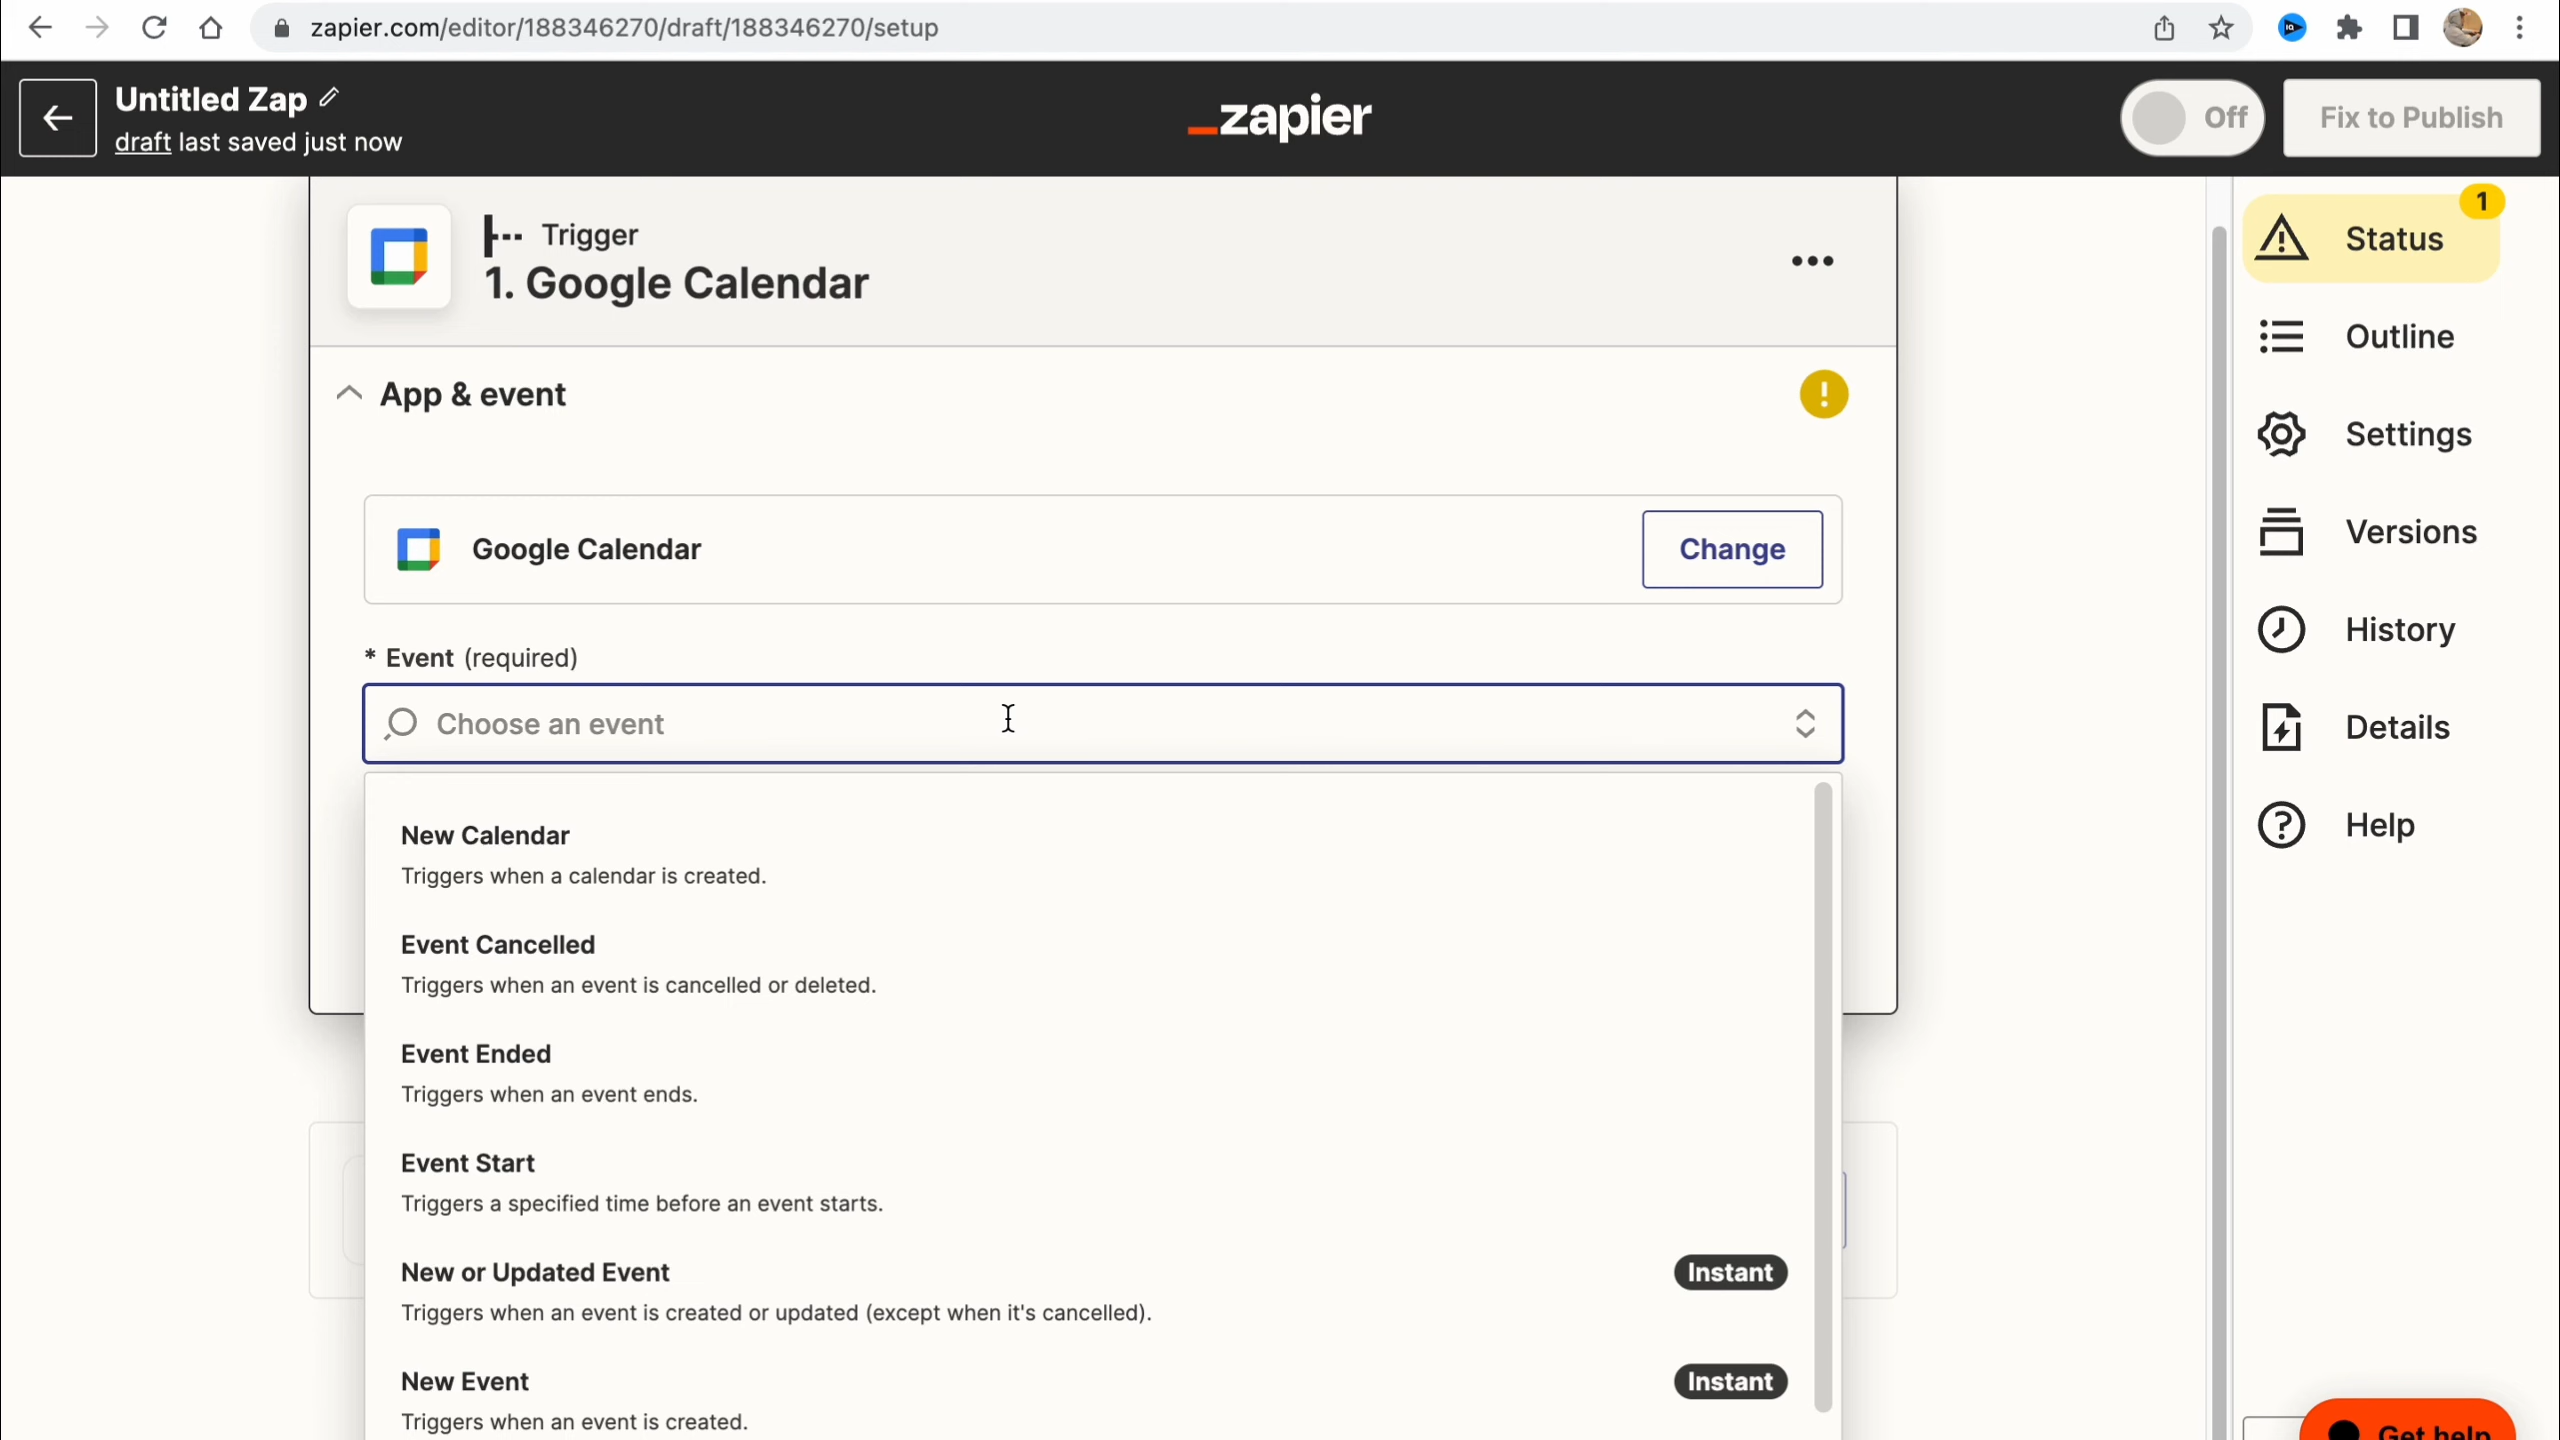 zapier.com/editor/188346270/draft/188346270/setup
Untitled Zap
draft last saved just now
_zapier
Off
Fix to Publish
Trigger
1. Google Calendar
App & event
Google Calendar
Change
* Event (required)
Choose an event
New Calendar
Triggers when a calendar is created.
Event Cancelled
Triggers when an event is cancelled or deleted.
Event Ended
Triggers when an event ends.
Event Start
Triggers a specified time before an event starts.
New or Updated Event
Instant
Triggers when an event is created or updated (except when it's cancelled).
New Event
Instant
Triggers when an event is created.
1
Status
Outline
Settings
Versions
History
Details
Help
Get help